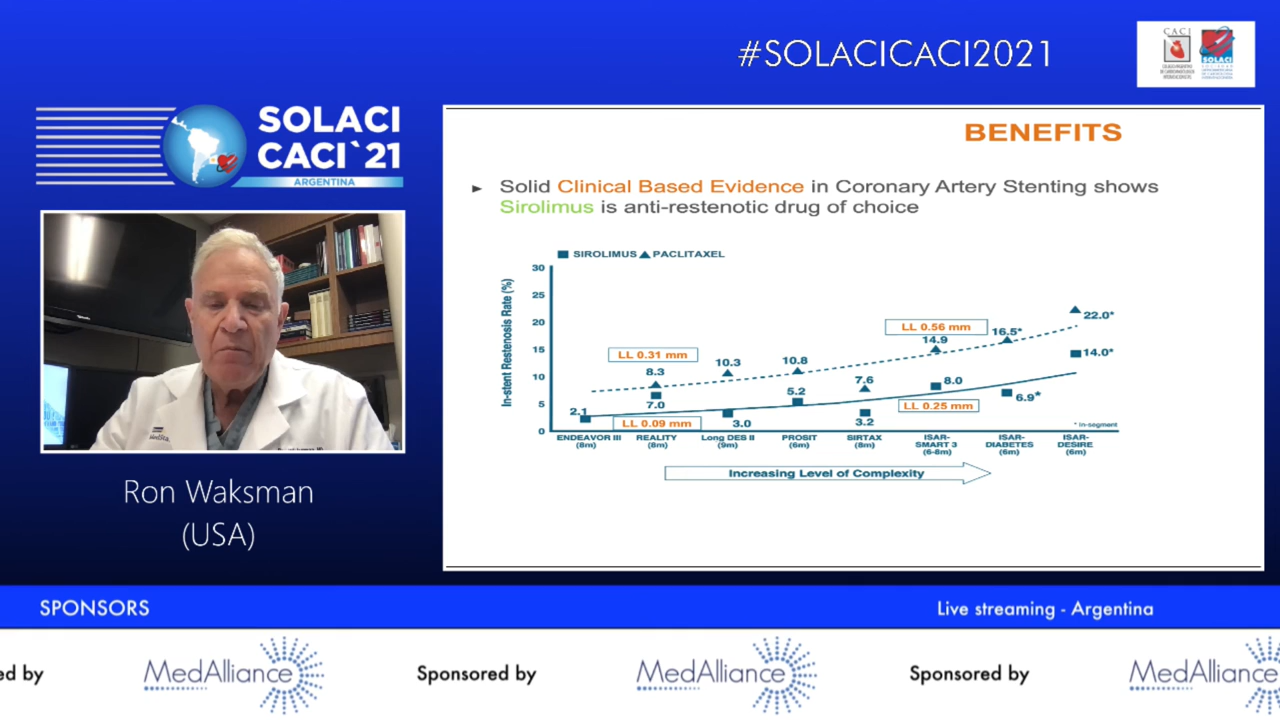 #SOLACICACI2021
CACI
SOLACI
SOLACI
CACI`21
ARGENTINA
BENEFITS
► Solid Clinical Based Evidence in Coronary Artery Stenting shows
Sirolimus is anti-restenotic drug of choice
SIROLIMUS PACLITAXEL
In-stent Restenosis Rate (%)
30
25
20
15
10
5
0
2.1
LL 0.31 mm
8.3
7.0
LL 0.09 mm
10.3
3.0
10.8
5.2
7.6
3.2
LL 0.56 mm
14.9
8.0
LL 0.25 mm
16.5*
6.9*
22.0*
14.0*
* In-segment
ENDEAVOR III
(8m)
REALITY
(8m)
Long DES II
(9m)
PROSIT
(6m)
SIRTAX
(8m)
ISAR-
SMART 3
(6-8m)
ISAR-
DIABETES
(6m)
ISAR-
DESIRE
(6m)
Increasing Level of Complexity
Ron Waksman
(USA)
SPONSORS
Live streaming - Argentina
ed by
MedAlliance
Sponsored by
MedAlliance
Sponsored by
MedAlliance